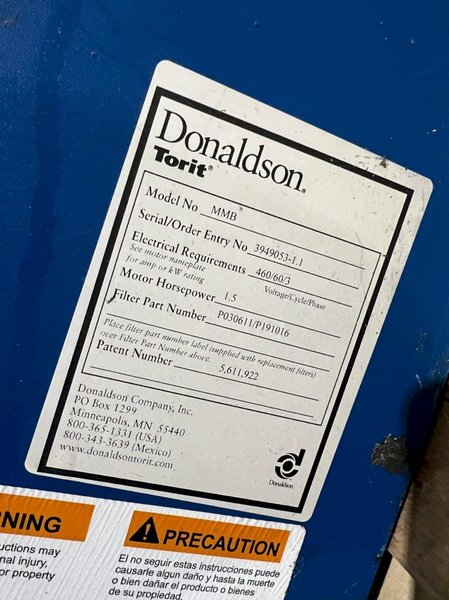 Donaldson®
Torit®
Model No MMB®
Serial/Order Entry No 3949053-1.1
Electrical Requirements 460/60/3
See motor nameplate Voltage/Cycle/Phase
for amp or kW rating
Motor Horsepower 1.5
Filter Part Number P030611/P191016
Place filter part number label (supplied with replacement filters)
over Filter Part Number above.
Patent Number 5,611,922
Donaldson Company, Inc.
PO Box 1299
Minneapolis, MN 55440
800-365-1331 (USA)
800-343-3639 (Mexico)
www.donaldsontorit.com
Donaldson
RNING
uctions may
nal injury,
or property
PRECAUTION
El no seguir estas instrucciones puede
causarle algun daño y hasta la muerte
o bien dañar el producto o bienes
de su propiedad.